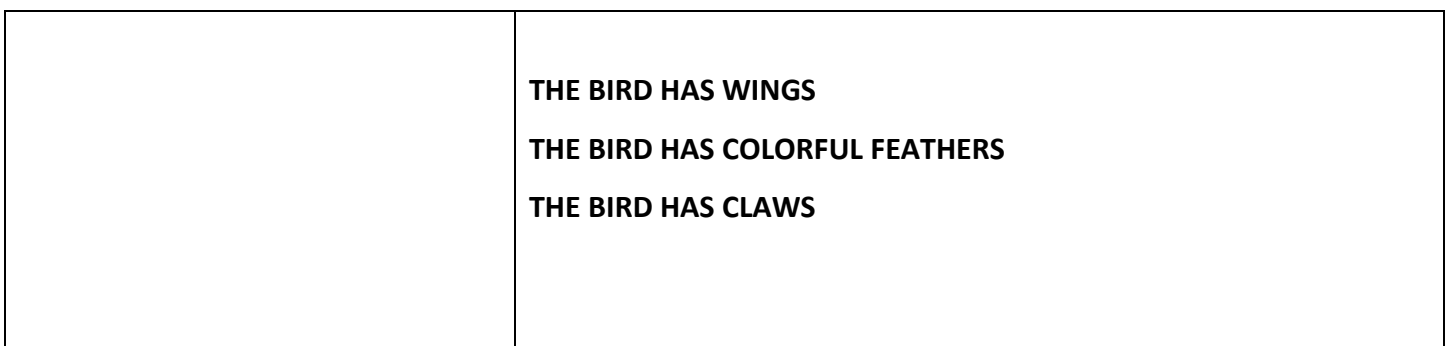 THE BIRD HAS WINGS
THE BIRD HAS COLORFUL FEATHERS
THE BIRD HAS CLAWS